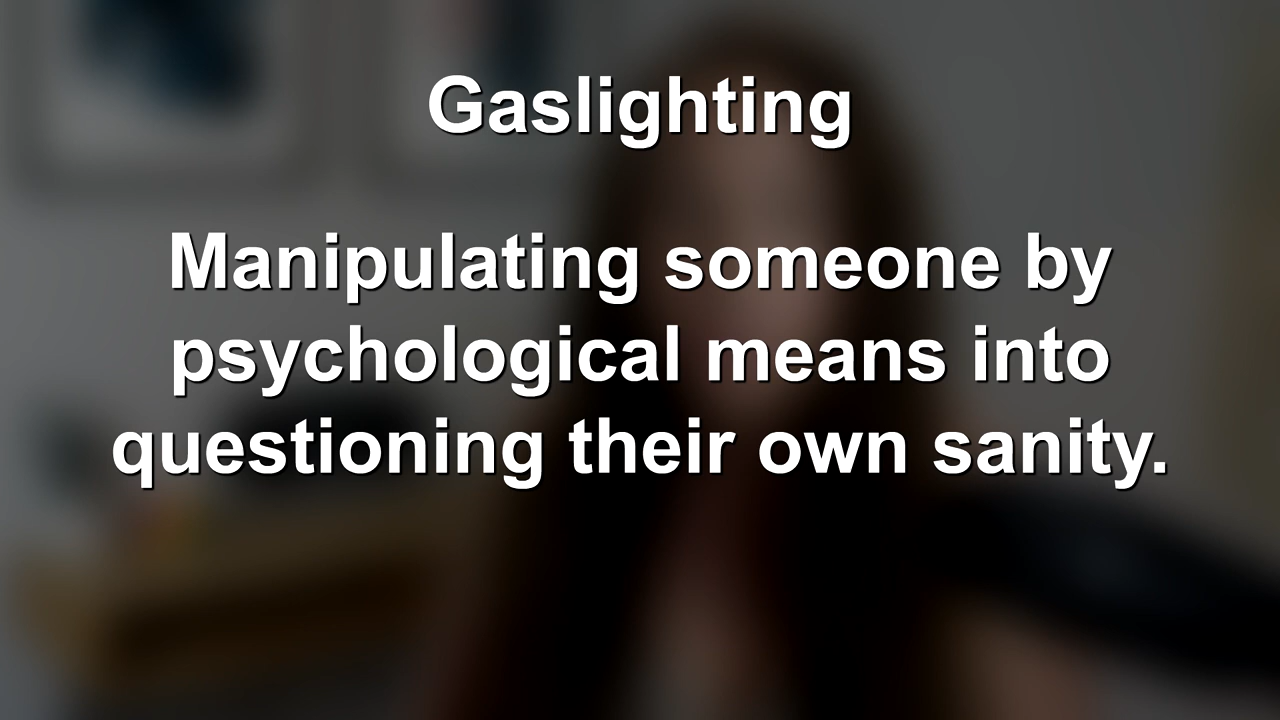 Gaslighting
Manipulating someone by
psychological means into
questioning their own sanity.